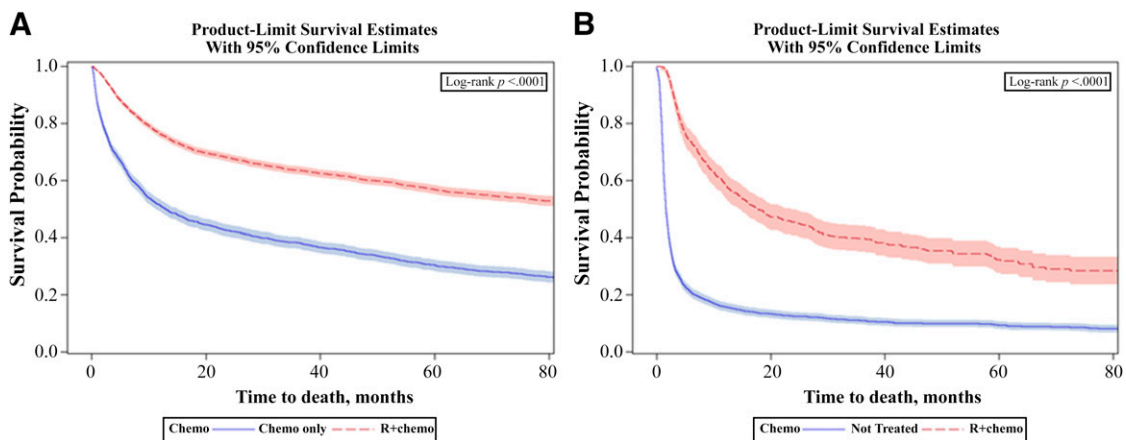 A
Product-Limit Survival Estimates
With 95% Confidence Limits
Log-rank p <.0001
Survival Probability
1.0
0.8
0.6
0.4
0.2
0.0
0 20 40 60 80
Time to death, months
Chemo Chemo only R+chemo
B
Product-Limit Survival Estimates
With 95% Confidence Limits
Log-rank p <.0001
Survival Probability
1.0
0.8
0.6
0.4
0.2
0.0
0 20 40 60 80
Time to death, months
Chemo Not Treated R+chemo